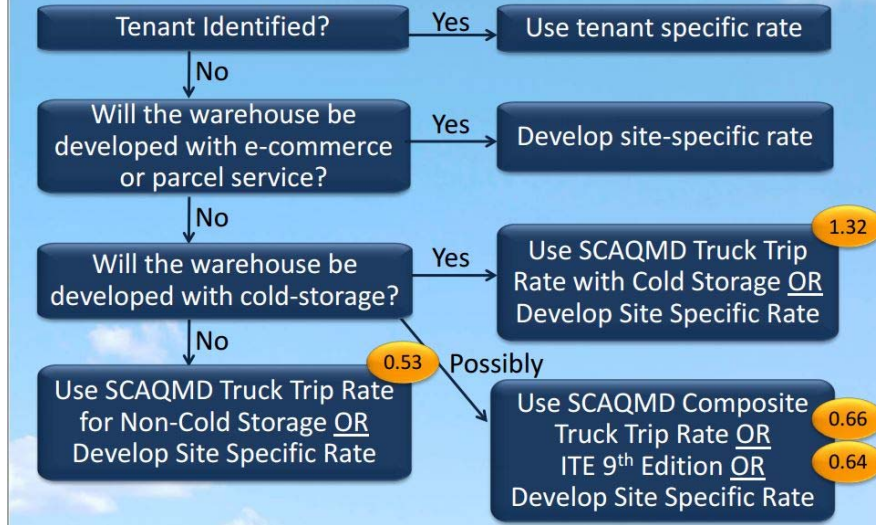 Tenant Identified?
Yes
Use tenant specific rate
No
Will the warehouse be
developed with e-commerce
or parcel service?
Yes
Develop site-specific rate
No
Will the warehouse be
developed with cold-storage?
Yes
1.32
Use SCAQMD Truck Trip
Rate with Cold Storage OR
Develop Site Specific Rate
No
0.53
Possibly
Use SCAQMD Truck Trip Rate
for Non-Cold Storage OR
Develop Site Specific Rate
Use SCAQMD Composite
Truck Trip Rate OR
ITE 9th Edition OR
Develop Site Specific Rate
0.66
0.64